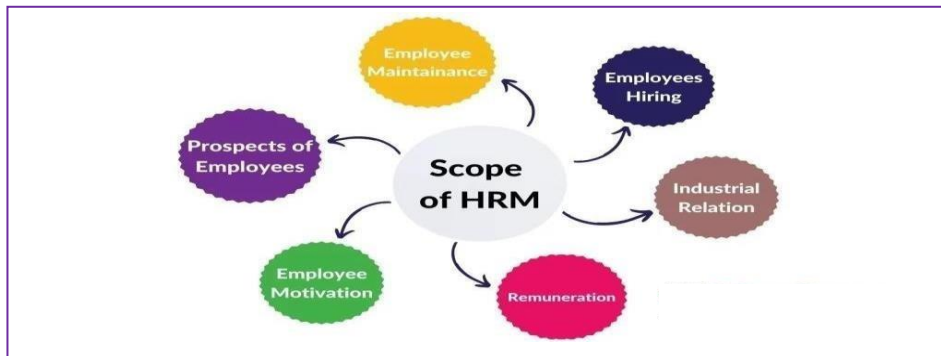 Employee
Maintainance
Employees
Hiring
Prospects of
Employees
Scope
of HRM
Industrial
Relation
Employee
Motivation
Remuneration